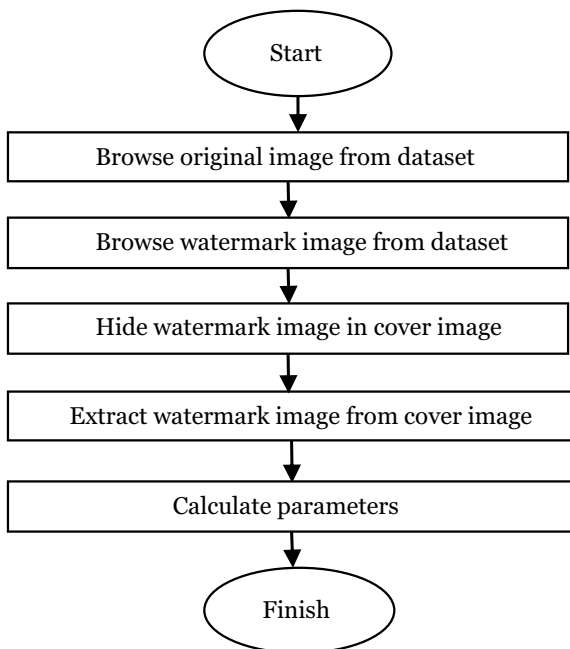 Start
Browse original image from dataset
Browse watermark image from dataset
Hide watermark image in cover image
Extract watermark image from cover image
Calculate parameters
Finish